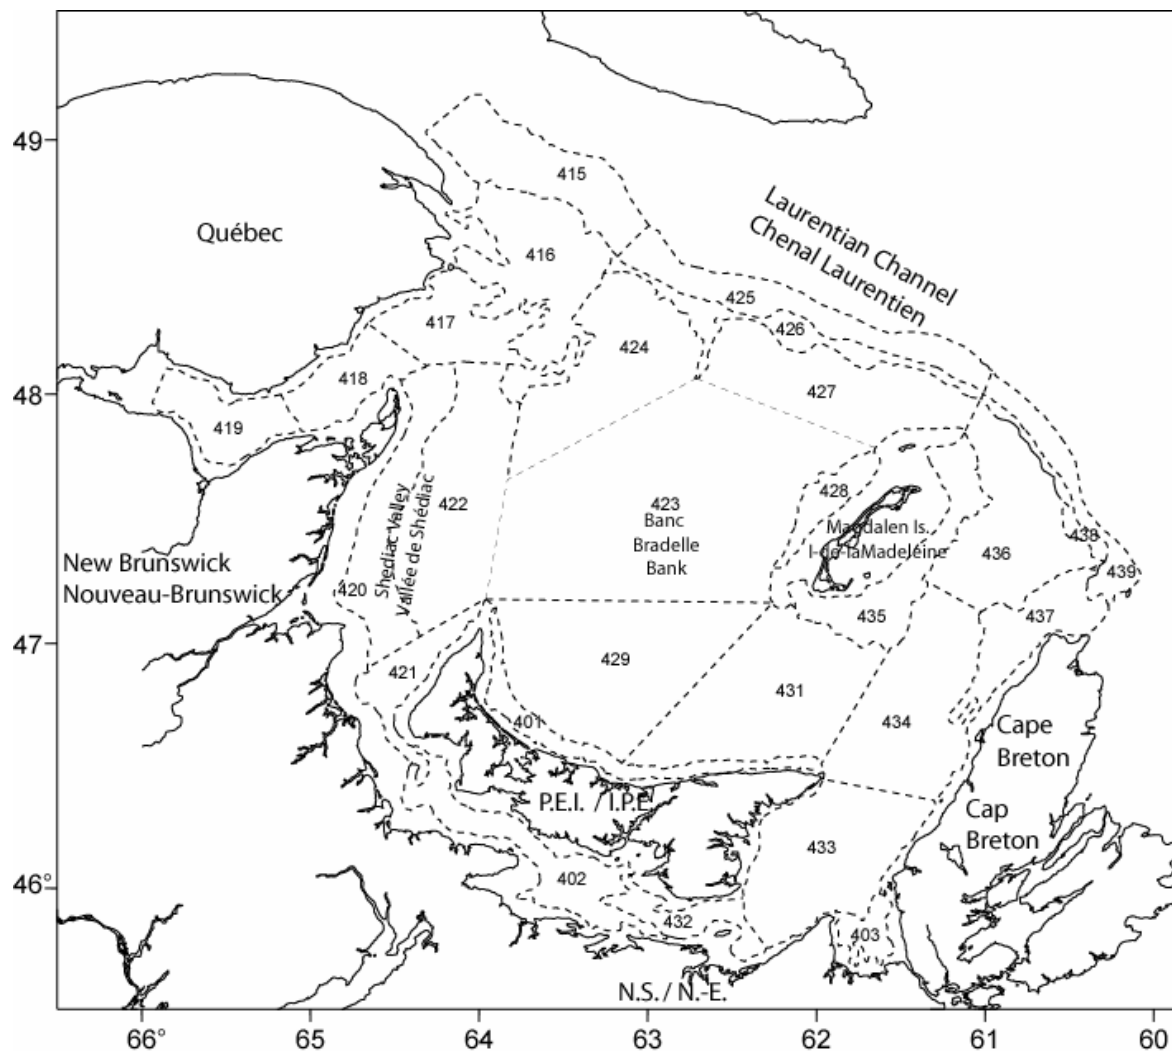 49
48
47
46°
415
Québec
416
Laurentian Channel
Chenal Laurentien
425
417
426
424
418
427
419
428
422
423
Banc
Bradelle
Bank
Shediac Valley
Vallée de Shédiac
Magdalen Is.
I-de-laMadeleine
438
436
439
New Brunswick
Nouveau-Brunswick
420
437
435
421
429
431
401
434
Cape
Breton
P.E.I. / I.P.E
Cap
Breton
433
402
432
403
N.S. / N.-E.
66°
65
64
63
62
61
60